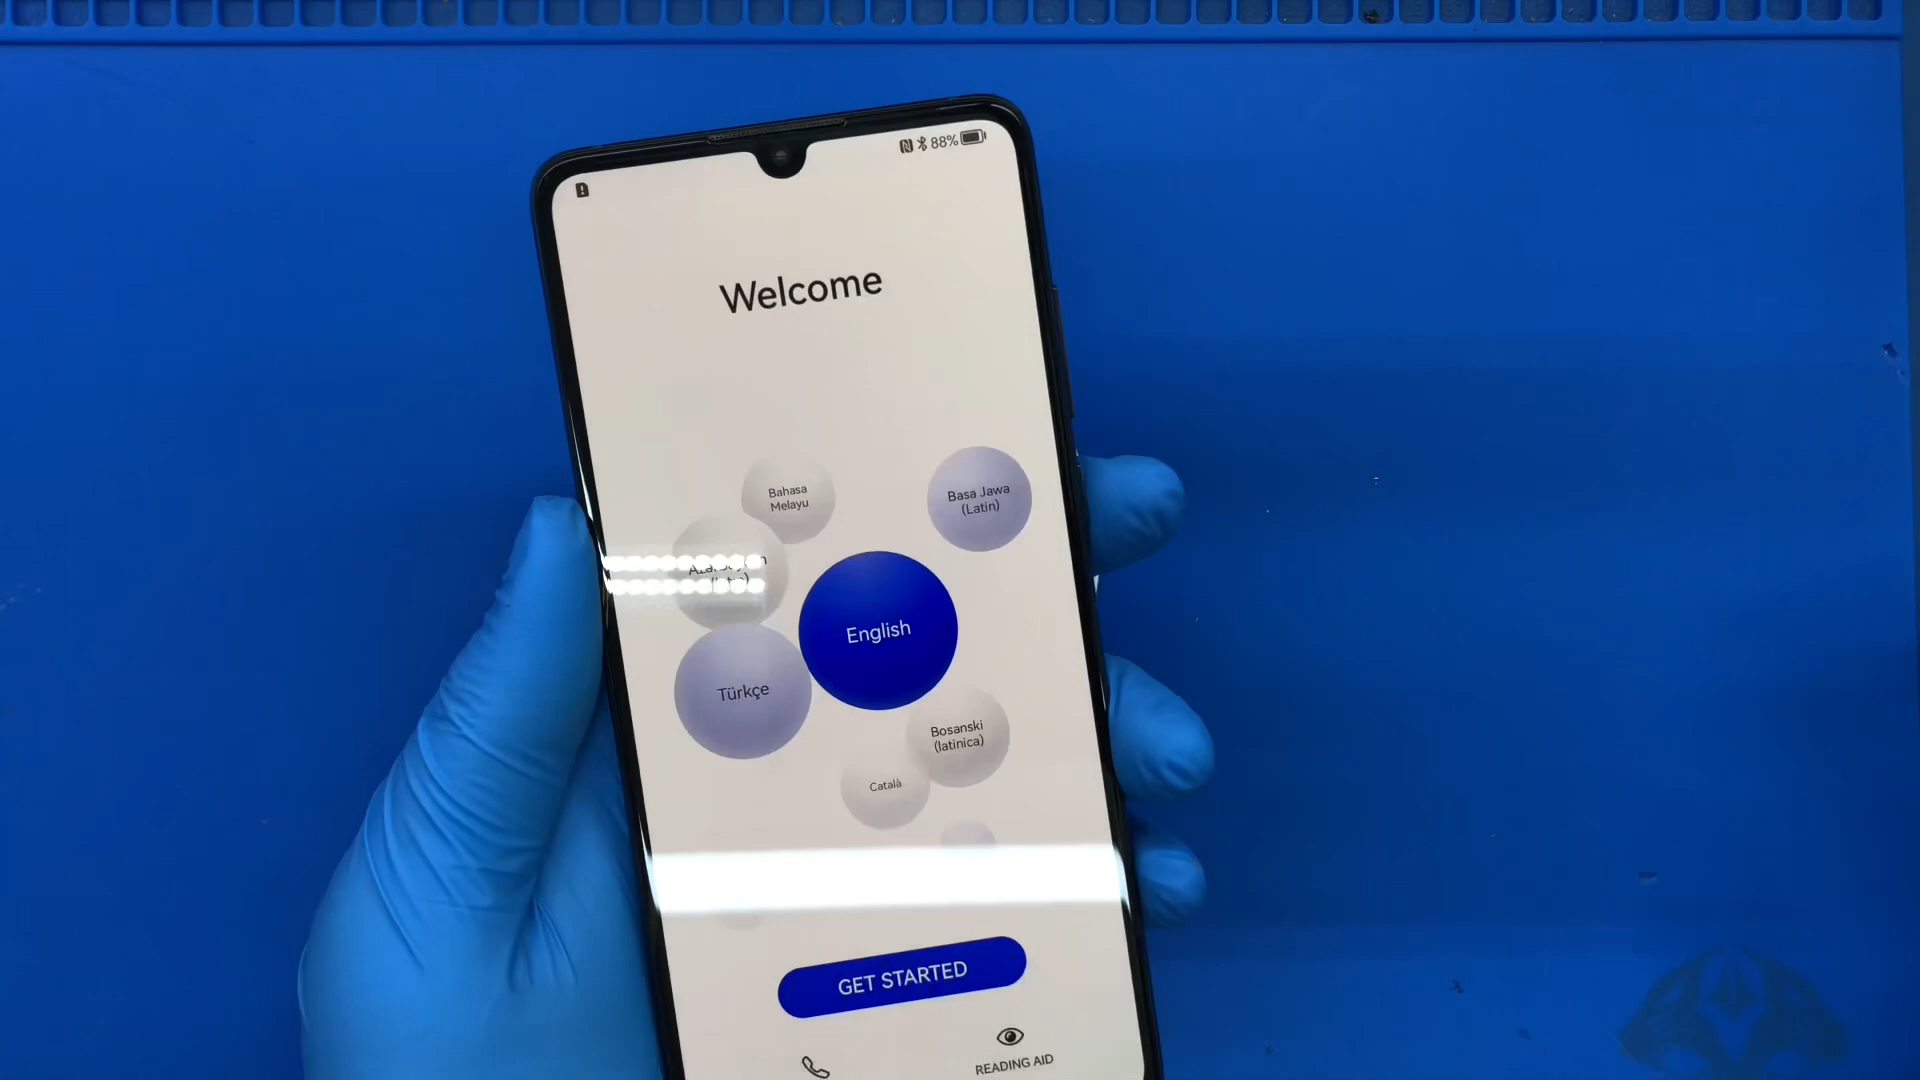 88%
Welcome
Bahasa
Melayu
Basa Jawa
(Latin)
English
Türkçe
Bosanski
(latinica)
Català
GET STARTED
READING AID